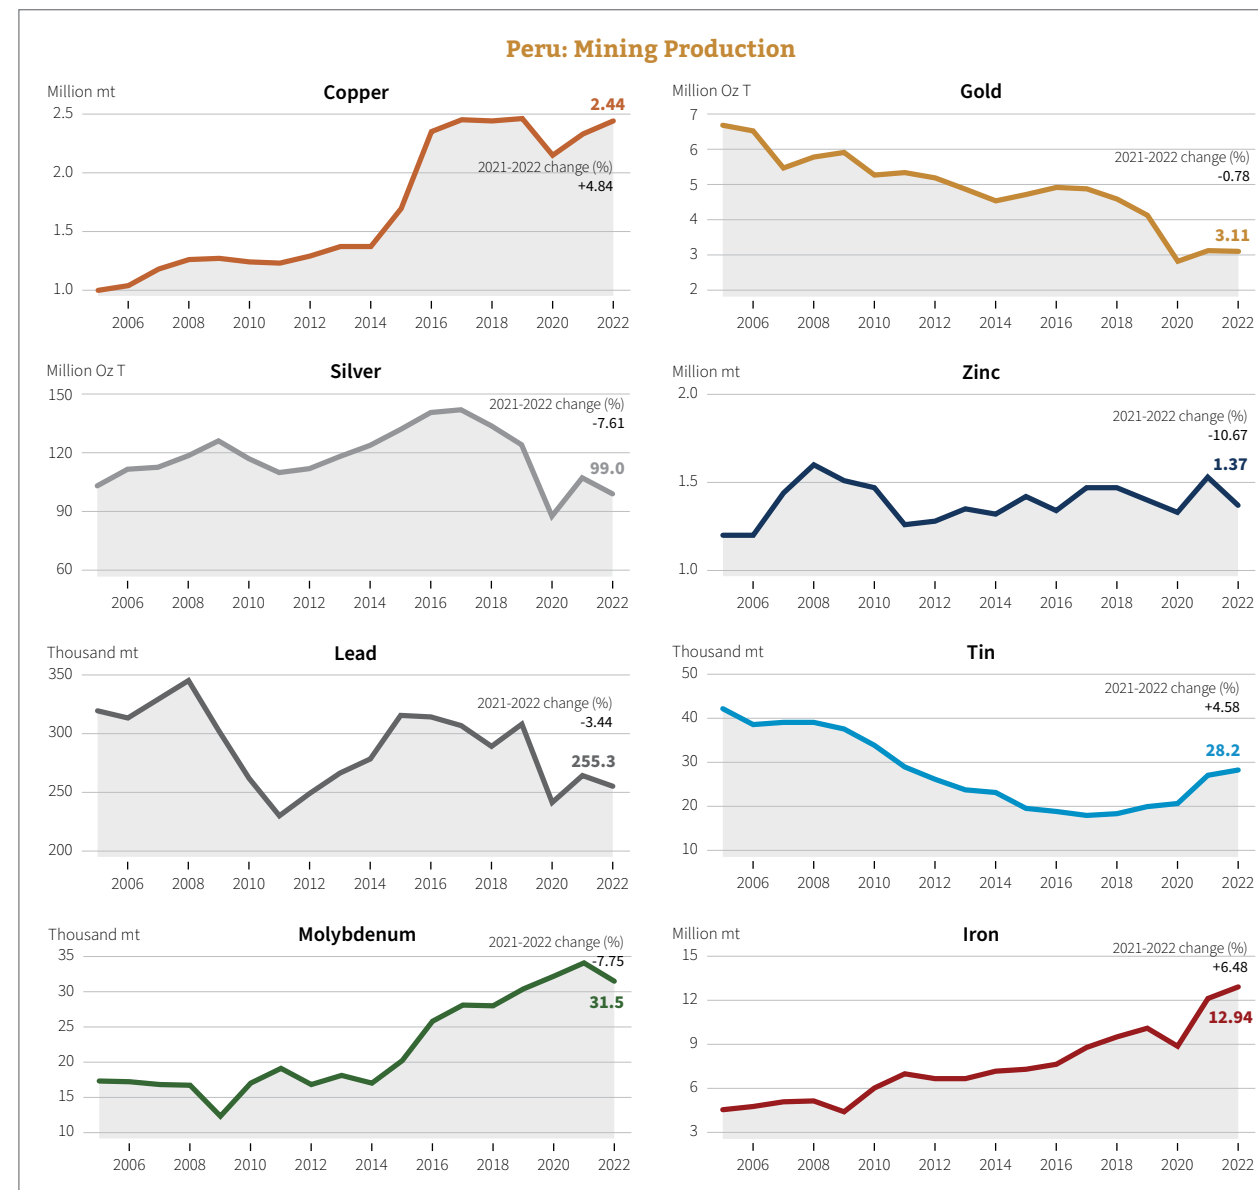 Peru: Mining Production
Million mt
Copper
2.44
2.5
2.0
1.5
1.0
2021-2022 change (%)
+4.84
2006 2008 2010 2012 2014 2016 2018 2020 2022
Million Oz T
Gold
7
6
5
4
3
2
2021-2022 change (%)
-0.78
3.11
2006 2008 2010 2012 2014 2016 2018 2020 2022
Million Oz T
Silver
150
120
90
60
2021-2022 change (%)
-7.61
99.0
2006 2008 2010 2012 2014 2016 2018 2020 2022
Million mt
Zinc
2.0
1.5
1.0
2021-2022 change (%)
-10.67
1.37
2006 2008 2010 2012 2014 2016 2018 2020 2022
Thousand mt
Lead
350
300
250
200
2021-2022 change (%)
-3.44
255.3
2006 2008 2010 2012 2014 2016 2018 2020 2022
Thousand mt
Tin
50
40
30
20
10
2021-2022 change (%)
+4.58
28.2
2006 2008 2010 2012 2014 2016 2018 2020 2022
Thousand mt
Molybdenum
35
30
25
20
15
10
2021-2022 change (%)
-7.75
31.5
2006 2008 2010 2012 2014 2016 2018 2020 2022
Million mt
Iron
15
12
9
6
3
2021-2022 change (%)
+6.48
12.94
2006 2008 2010 2012 2014 2016 2018 2020 2022